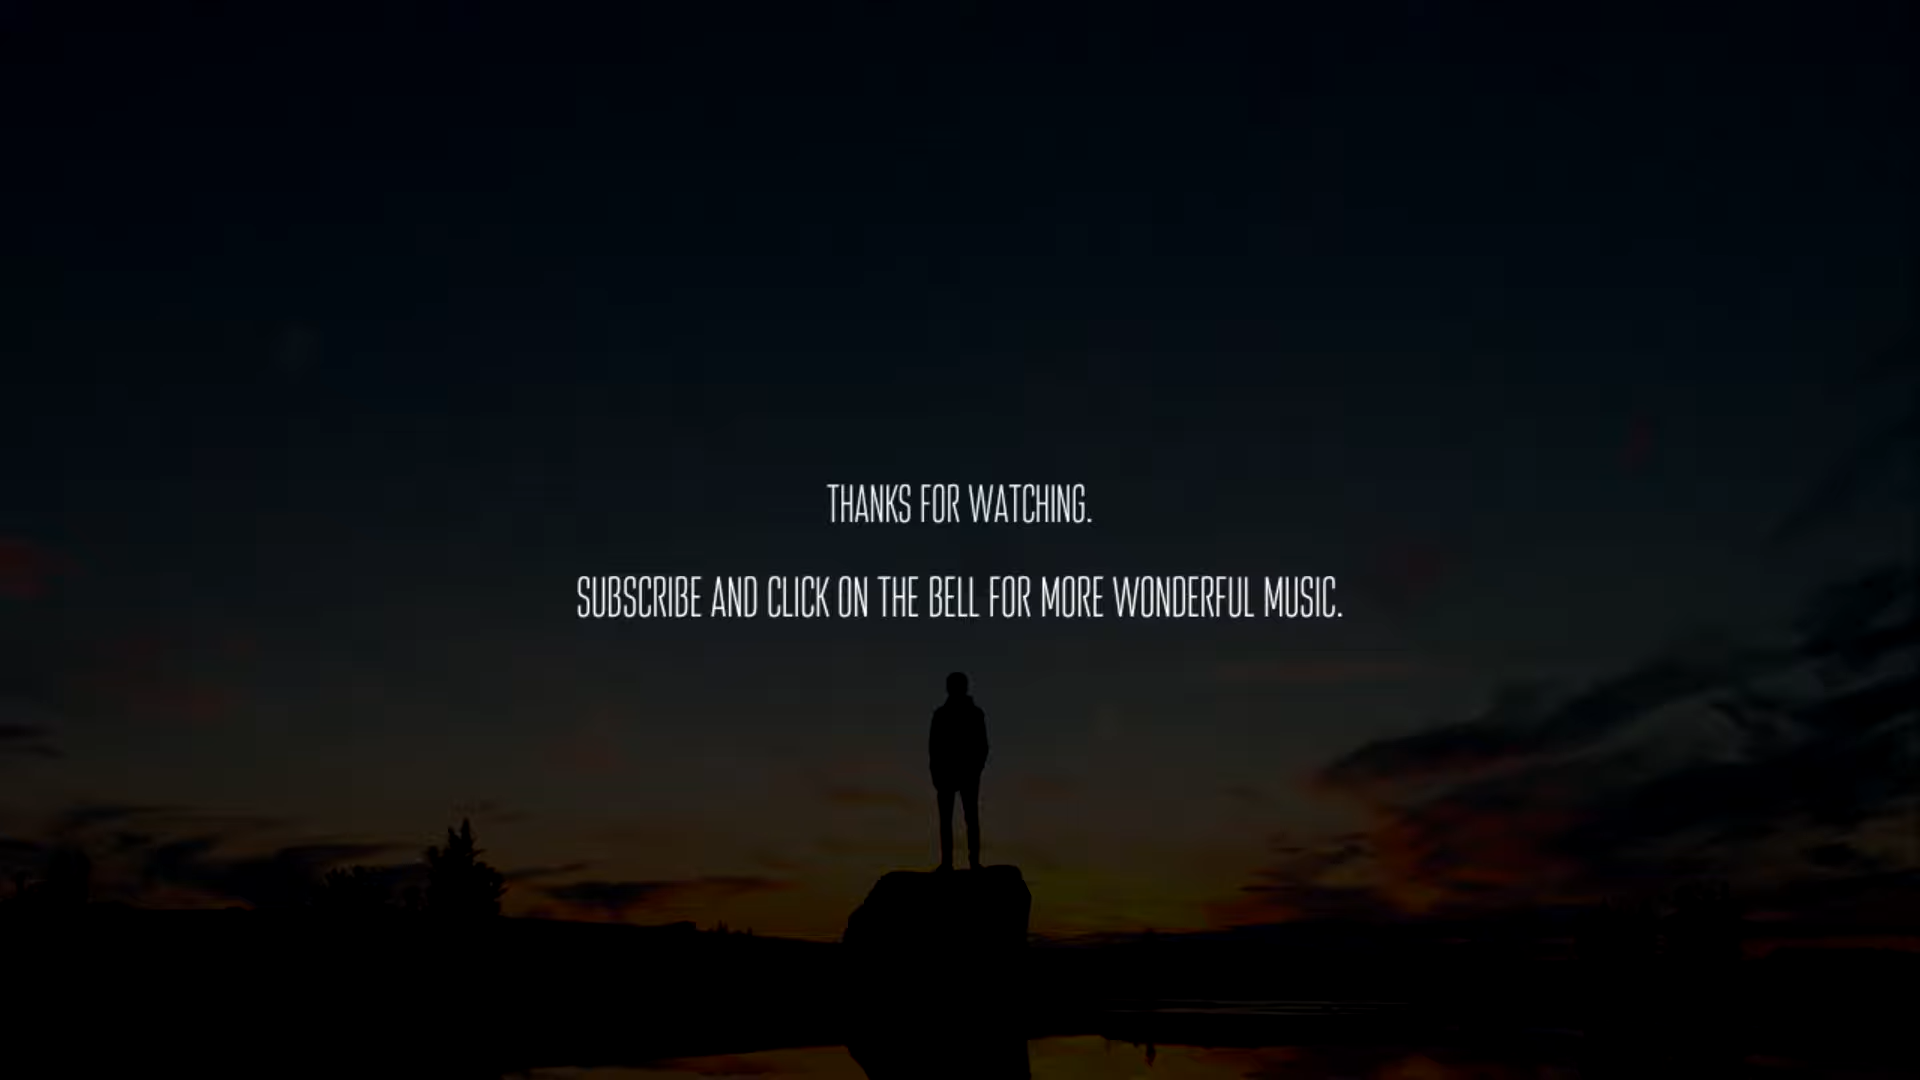 THANKS FOR WATCHING.
SUBSCRIBE AND CLICK ON THE BELL FOR MORE WONDERFUL MUSIC.